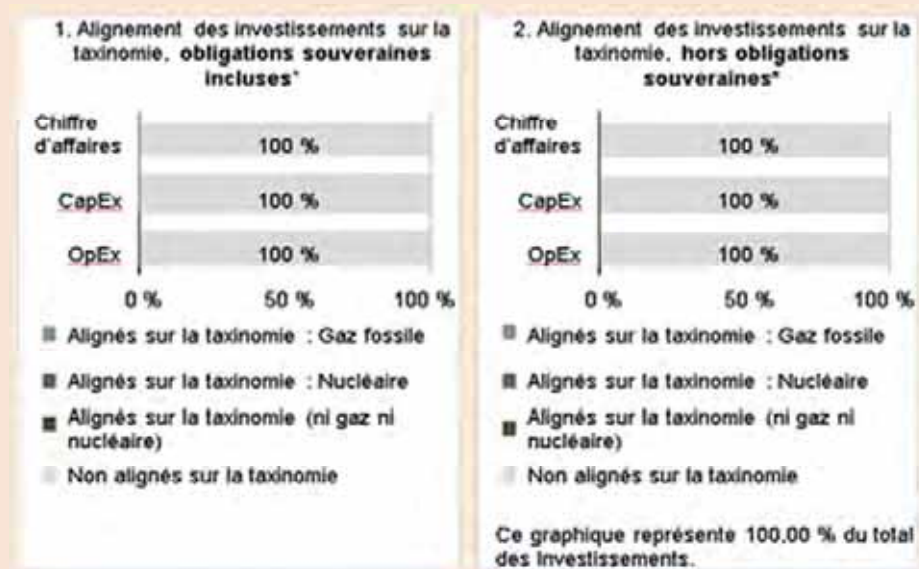 1. Alignement des investissements sur la
taxinomie, obligations souveraines
incluses*
Chiffre
d'affaires
100 %
CapEx
100 %
OpEx
100 %
0 %
50 %
100 %
Alignés sur la taxinomie : Gaz fossile
Alignés sur la taxinomie : Nucléaire
Alignés sur la taxinomie (ni gaz ni
nucléaire)
Non alignés sur la taxinomie
2. Alignement des investissements sur la
taxinomie, hors obligations
souveraines*
Chiffre
d'affaires
100 %
CapEx
100 %
OpEx
100 %
0 %
50 %
100 %
Alignés sur la taxinomie : Gaz fossile
Alignés sur la taxinomie : Nucléaire
Alignés sur la taxinomie (ni gaz ni
nucléaire)
Non alignés sur la taxinomie
Ce graphique représente 100.00 % du total
des Investissements.